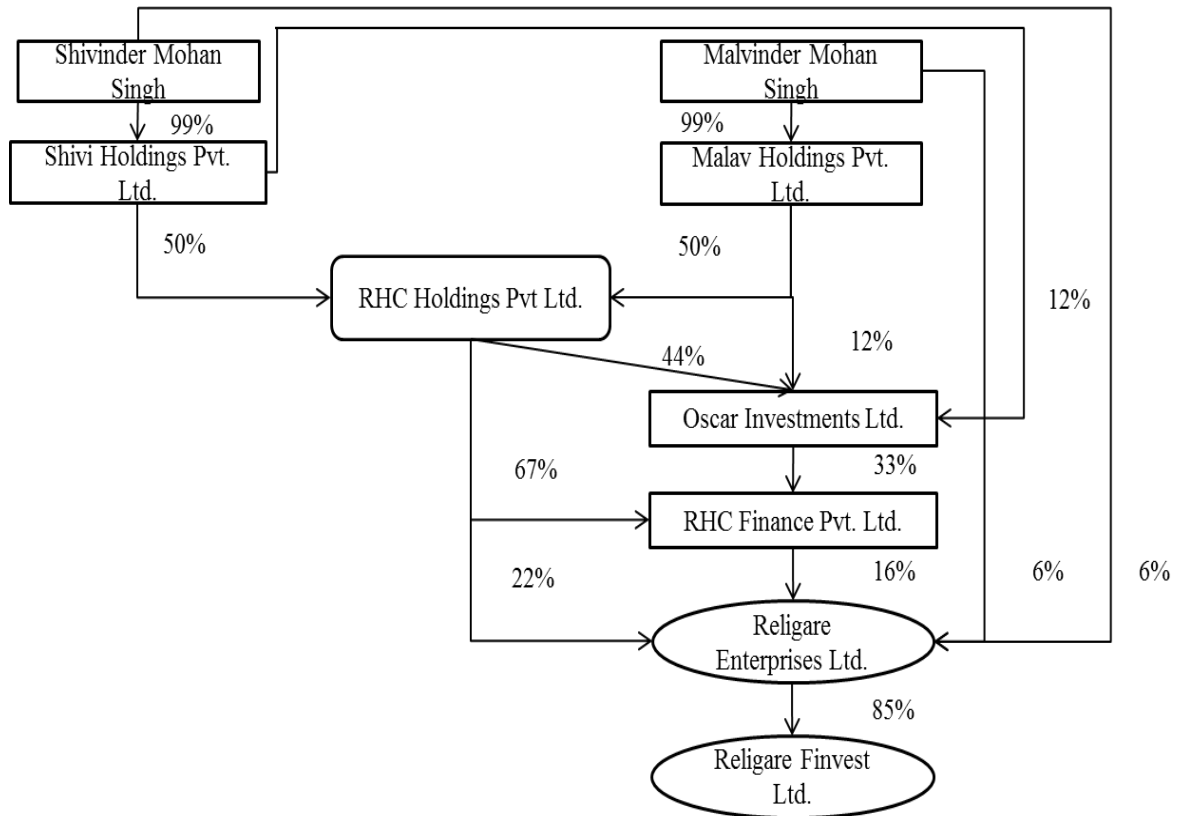 Shivinder Mohan
Singh
Malvinder Mohan
Singh
99%
99%
Shivi Holdings Pvt.
Ltd.
Malav Holdings Pvt.
Ltd.
50%
50%
RHC Holdings Pvt Ltd.
12%
44%
12%
Oscar Investments Ltd.
33%
67%
RHC Finance Pvt. Ltd.
22%
16%
6%
6%
Religare
Enterprises Ltd.
85%
Religare Finvest
Ltd.